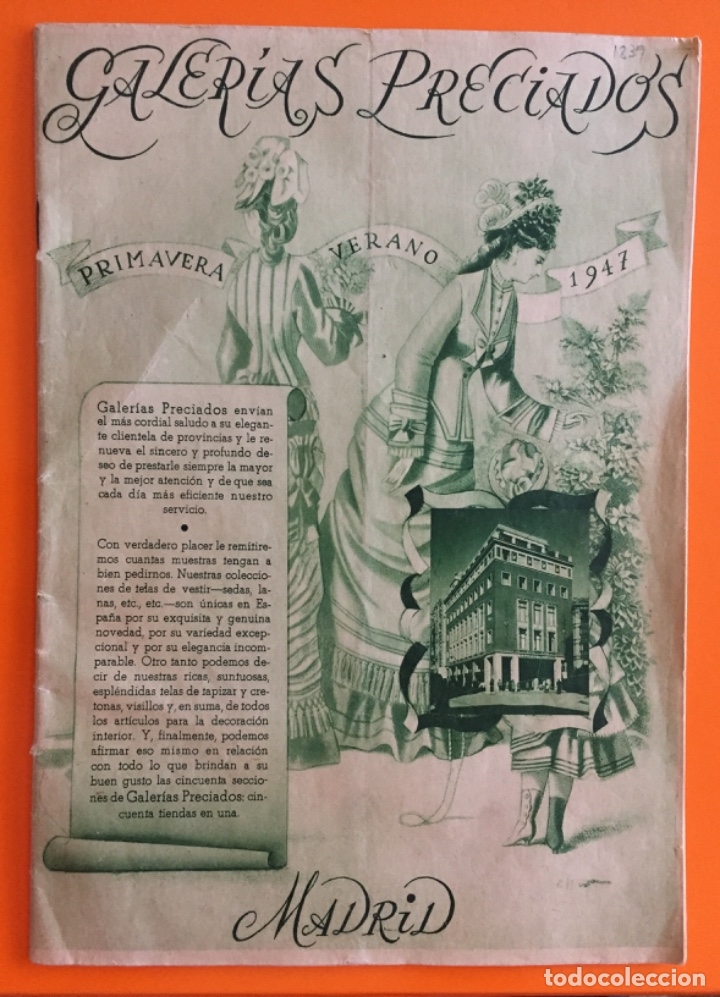 1239
GALERÍAS PRECIADOS
PRIMAVERA VERANO 1947
Galerías Preciados envían
el más cordial saludo a su elegan-
te clientela de provincias y le re-
nueva el sincero y profundo de-
seo de prestarle siempre la mayor
y la mejor atención y de que sea
cada día más eficiente nuestro
servicio.
•
Con verdadero placer le remitire-
mos cuantas muestras tengan a
bien pedirnos. Nuestras coleccio-
nes de telas de vestir—sedas, la-
nas, etc., etc.—son únicas en Es-
paña por su exquisita y genuina
novedad, por su variedad excep-
cional y por su elegancia incom-
parable. Otro tanto podemos de-
cir de nuestras ricas, suntuosas,
espléndidas telas de tapizar y cre-
tonas, visillos y, en suma, de todos
los artículos para la decoración
interior. Y, finalmente, podemos
afirmar eso mismo en relación
con todo lo que brindan a su
buen gusto las cincuenta seccio-
nes de Galerías Preciados: cin-
cuenta tiendas en una.
MADRID
todocoleccion.net